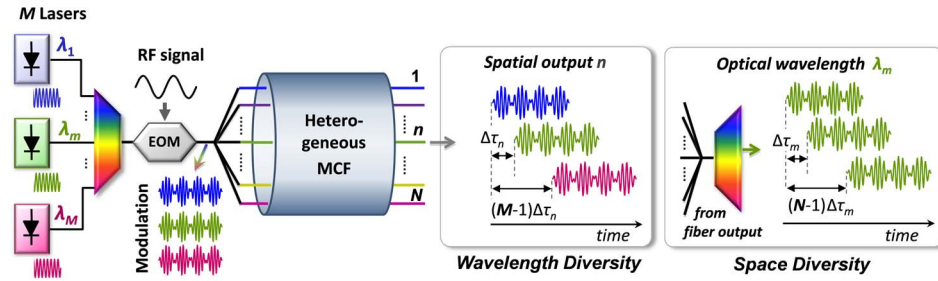 M Lasers
λ1
λm
λM
RF signal
EOM
Modulation
Hetero-
geneous
MCF
1
n
N
Spatial output n
Δτn
(M-1)Δτn
time
Wavelength Diversity
Optical wavelength λm
from
fiber output
Δτm
(N-1)Δτm
time
Space Diversity